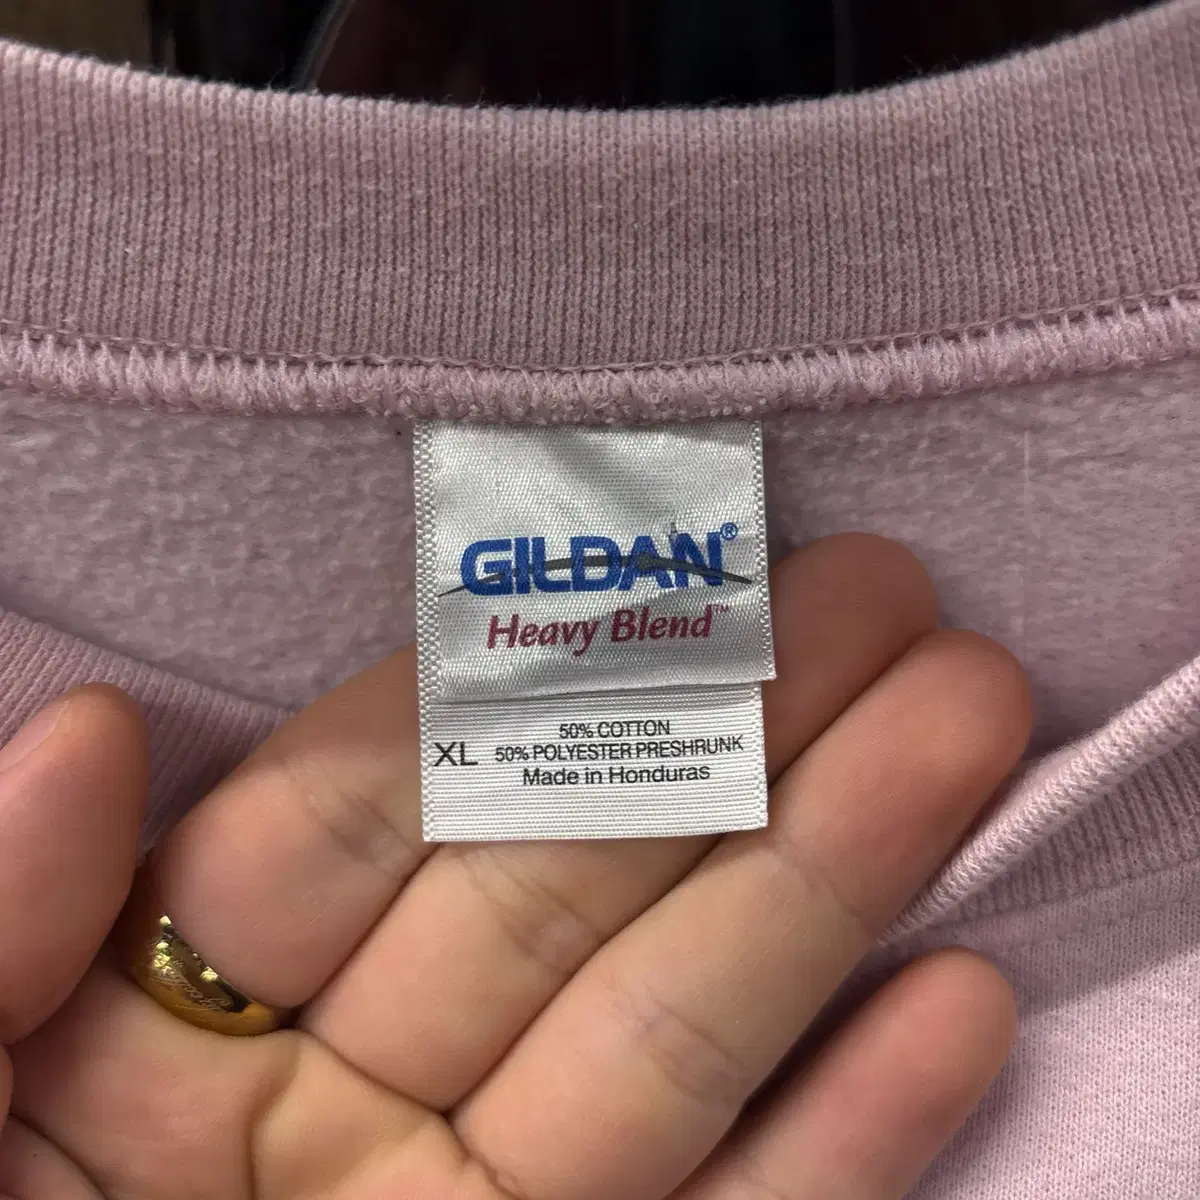 GILDAN®
Heavy Blend™
50% COTTON
XL 50% POLYESTER PRESHRUNK
Made in Honduras